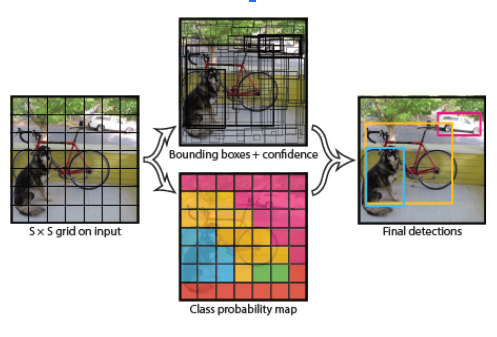 Bounding boxes + confidence
S × S grid on input
Final detections
Class probability map